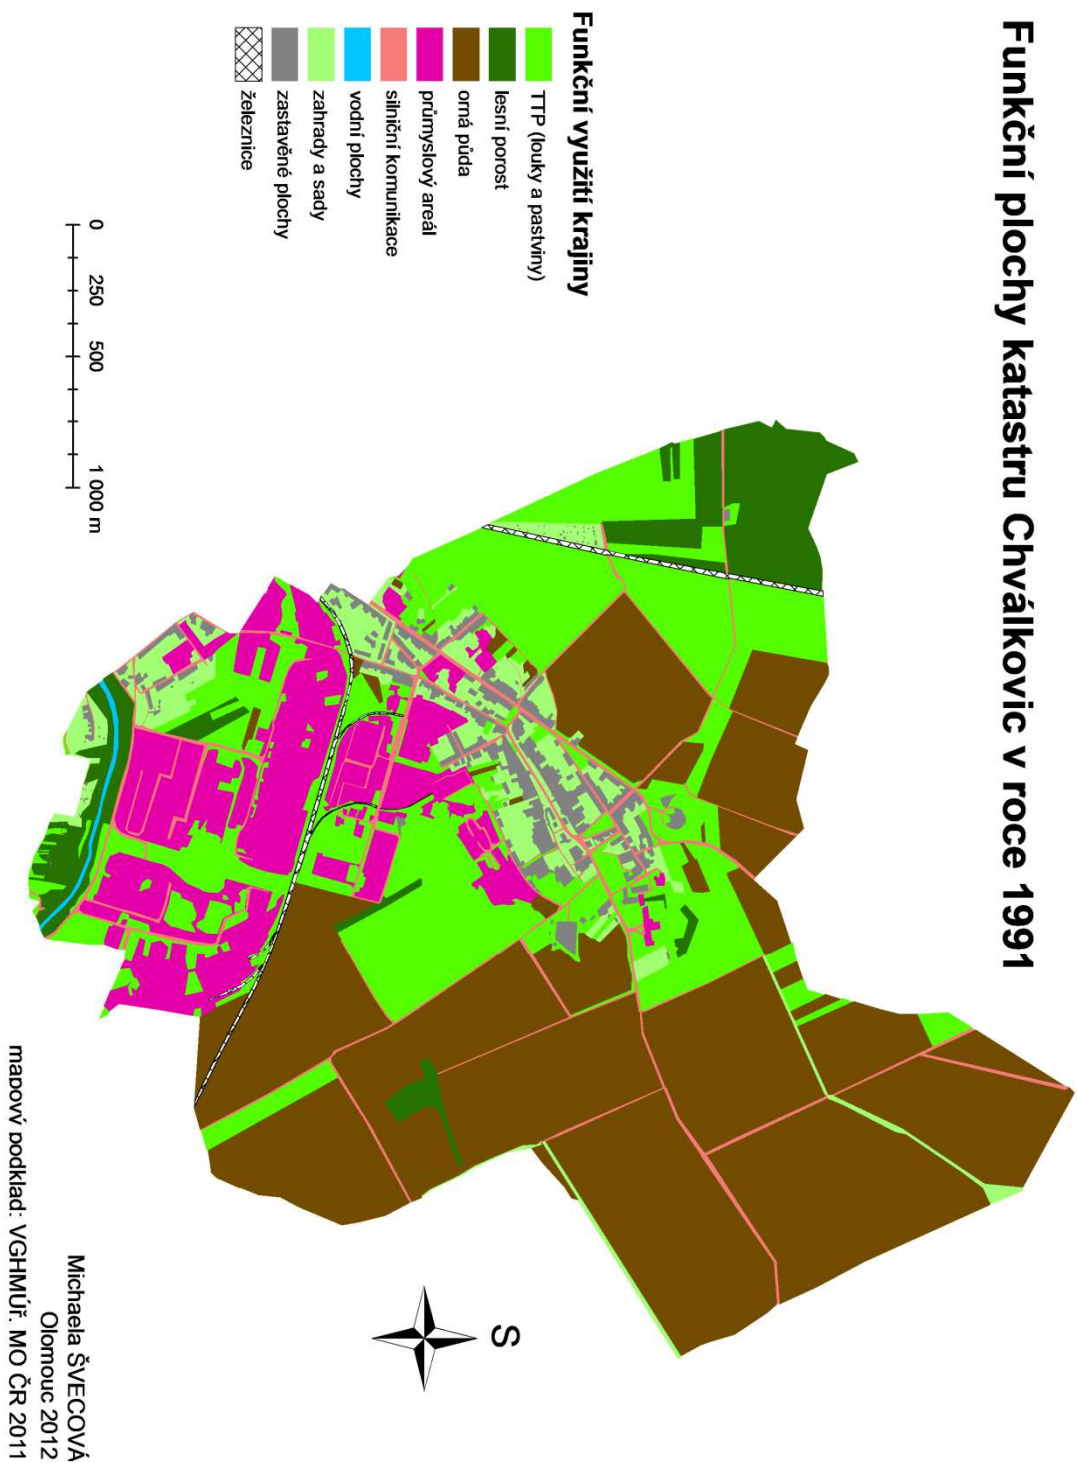 Funkční plochy katastru Chválkovic v roce 1991
Funkční využití krajiny
TTP (louky a pastviny)
lesní porost
orná půda
průmyslový areál
silniční komunikace
vodní plochy
zahrady a sady
zastavěné plochy
železnice
0 250 500 1 000 m
S
Michaela ŠVECOVÁ
Olomouc 2012
mapový podklad: VGHMÚř. MO ČR 2011